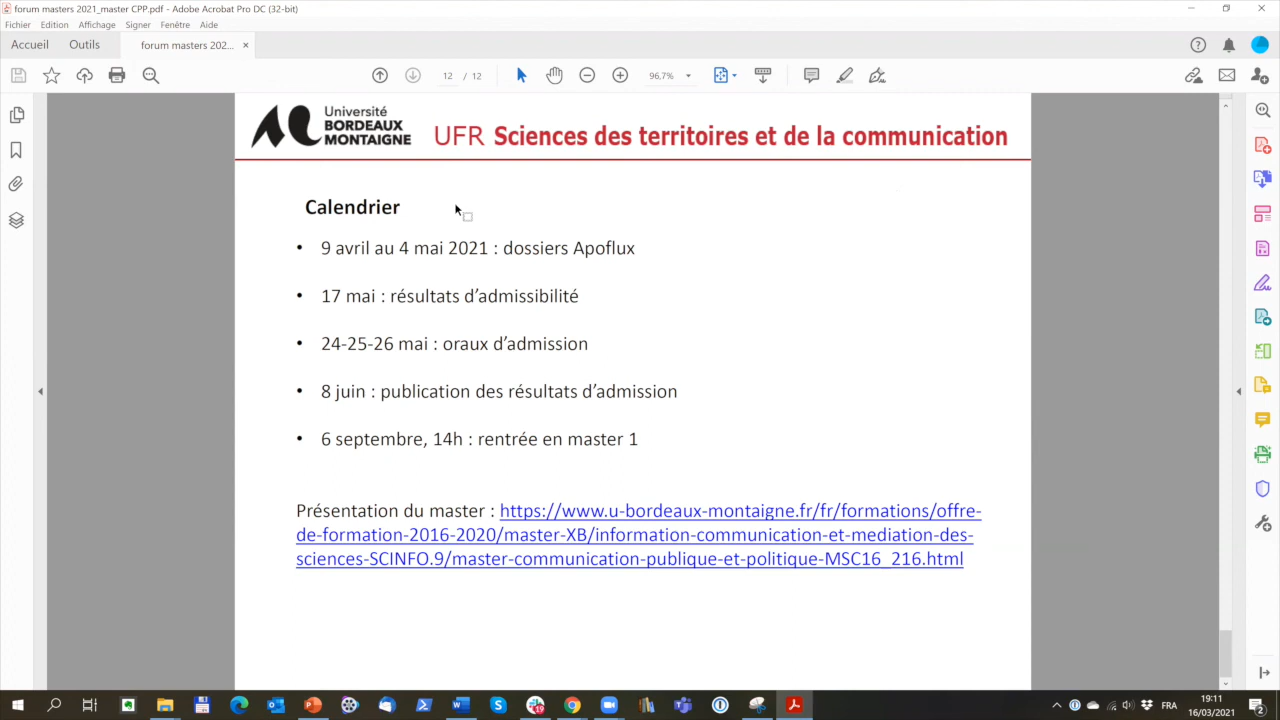 forum masters 2021_master CPP.pdf - Adobe Acrobat Pro DC (32-bit)
Fichier Edition Affichage Signer Fenêtre Aide
Accueil Outils forum masters 202... ×
12 / 12 96,7%
Université
BORDEAUX
MONTAIGNE
UFR Sciences des territoires et de la communication
Calendrier
• 9 avril au 4 mai 2021 : dossiers Apoflux
• 17 mai : résultats d’admissibilité
• 24-25-26 mai : oraux d’admission
• 8 juin : publication des résultats d’admission
• 6 septembre, 14h : rentrée en master 1
Présentation du master : https://www.u-bordeaux-montaigne.fr/fr/formations/offre-
de-formation-2016-2020/master-XB/information-communication-et-mediation-des-
sciences-SCINFO.9/master-communication-publique-et-politique-MSC16_216.html
19:11
FRA
16/03/2021